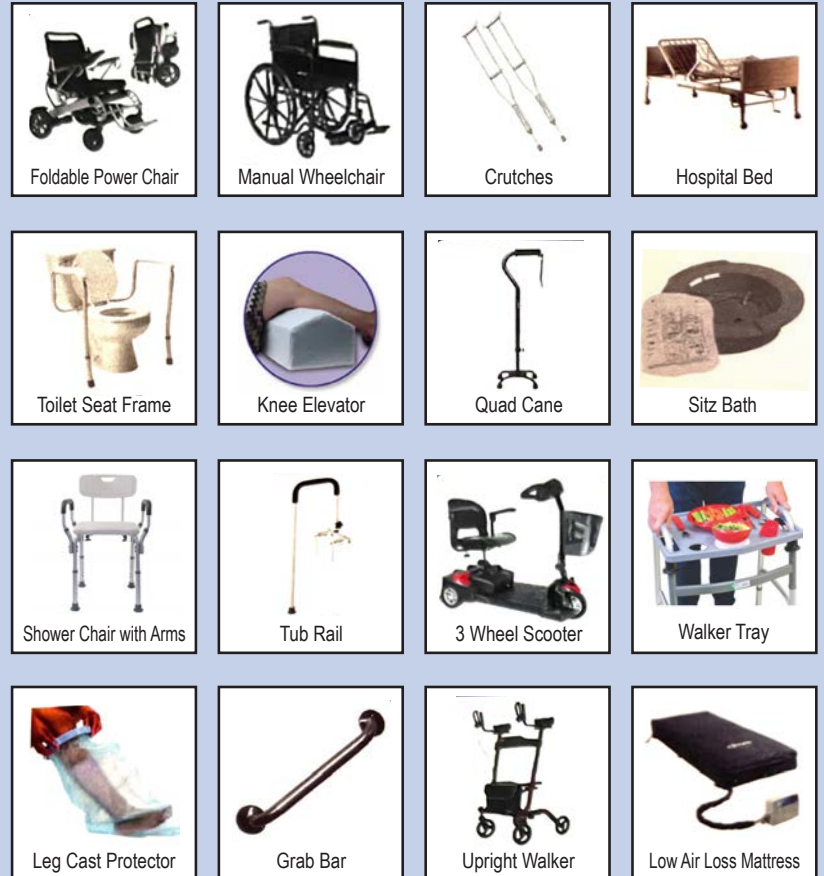 Foldable Power Chair
Manual Wheelchair
Crutches
Hospital Bed
Toilet Seat Frame
Knee Elevator
Quad Cane
Sitz Bath
Shower Chair with Arms
Tub Rail
3 Wheel Scooter
Walker Tray
Leg Cast Protector
Grab Bar
Upright Walker
Low Air Loss Mattress